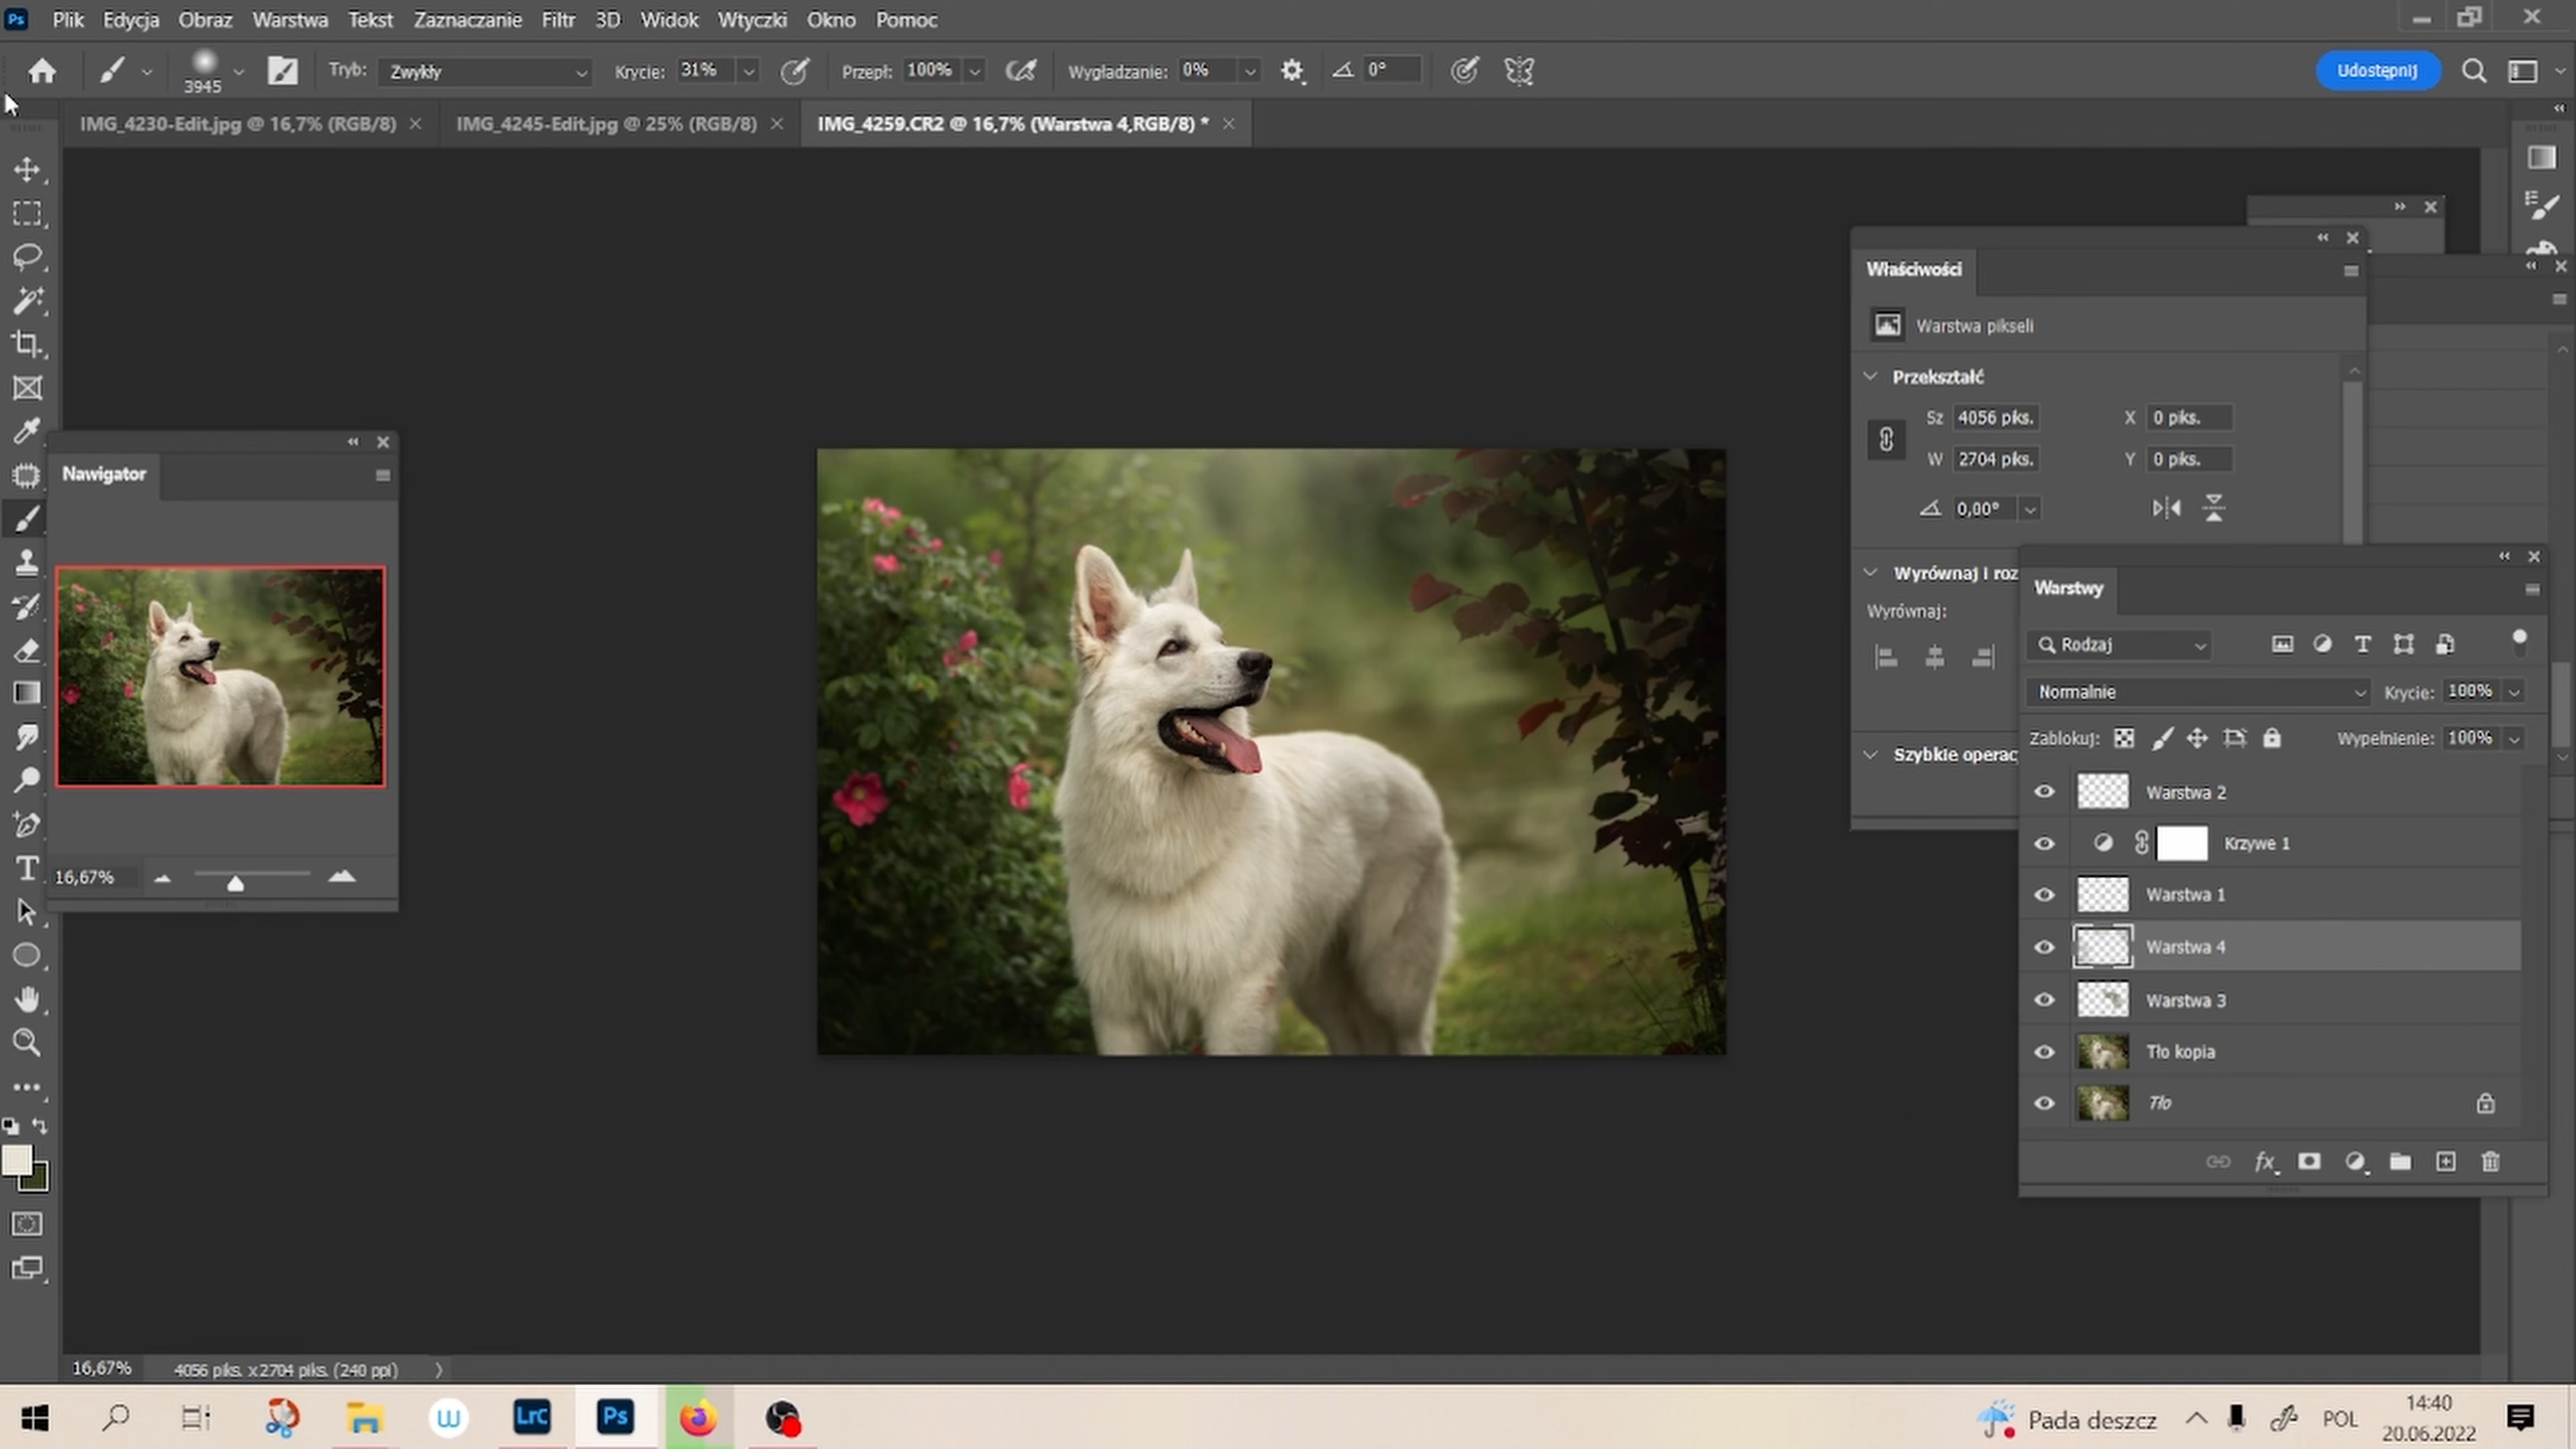 Ps Plik Edycja Obraz Warstwa Tekst Zaznaczanie Filtr 3D Widok Wtyczki Okno Pomoc
3945 Tryb: Zwykły Krycie: 31% Przepł: 100% Wygładzanie: 0% 0° Udostępnij
IMG_4230-Edit.jpg @ 16,7% (RGB/8) IMG_4245-Edit.jpg @ 25% (RGB/8) IMG_4259.CR2 @ 16,7% (Warstwa 4,RGB/8) *
Nawigator
16,67%
Właściwości
Warstwa pikseli
Przekształć
Sz 4056 piks. X 0 piks.
W 2704 piks. Y 0 piks.
0,00°
Wyrównaj i roz
Wyrównaj:
Szybkie operac
Warstwy
Rodzaj
Normalnie Krycie: 100%
Zablokuj: Wypełnienie: 100%
Warstwa 2
Krzywe 1
Warstwa 1
Warstwa 4
Warstwa 3
Tło kopia
Tło
fx
16,67% 4056 piks. x 2704 piks. (240 ppi)
LrC Ps Pada deszcz POL 14:40
20.06.2022